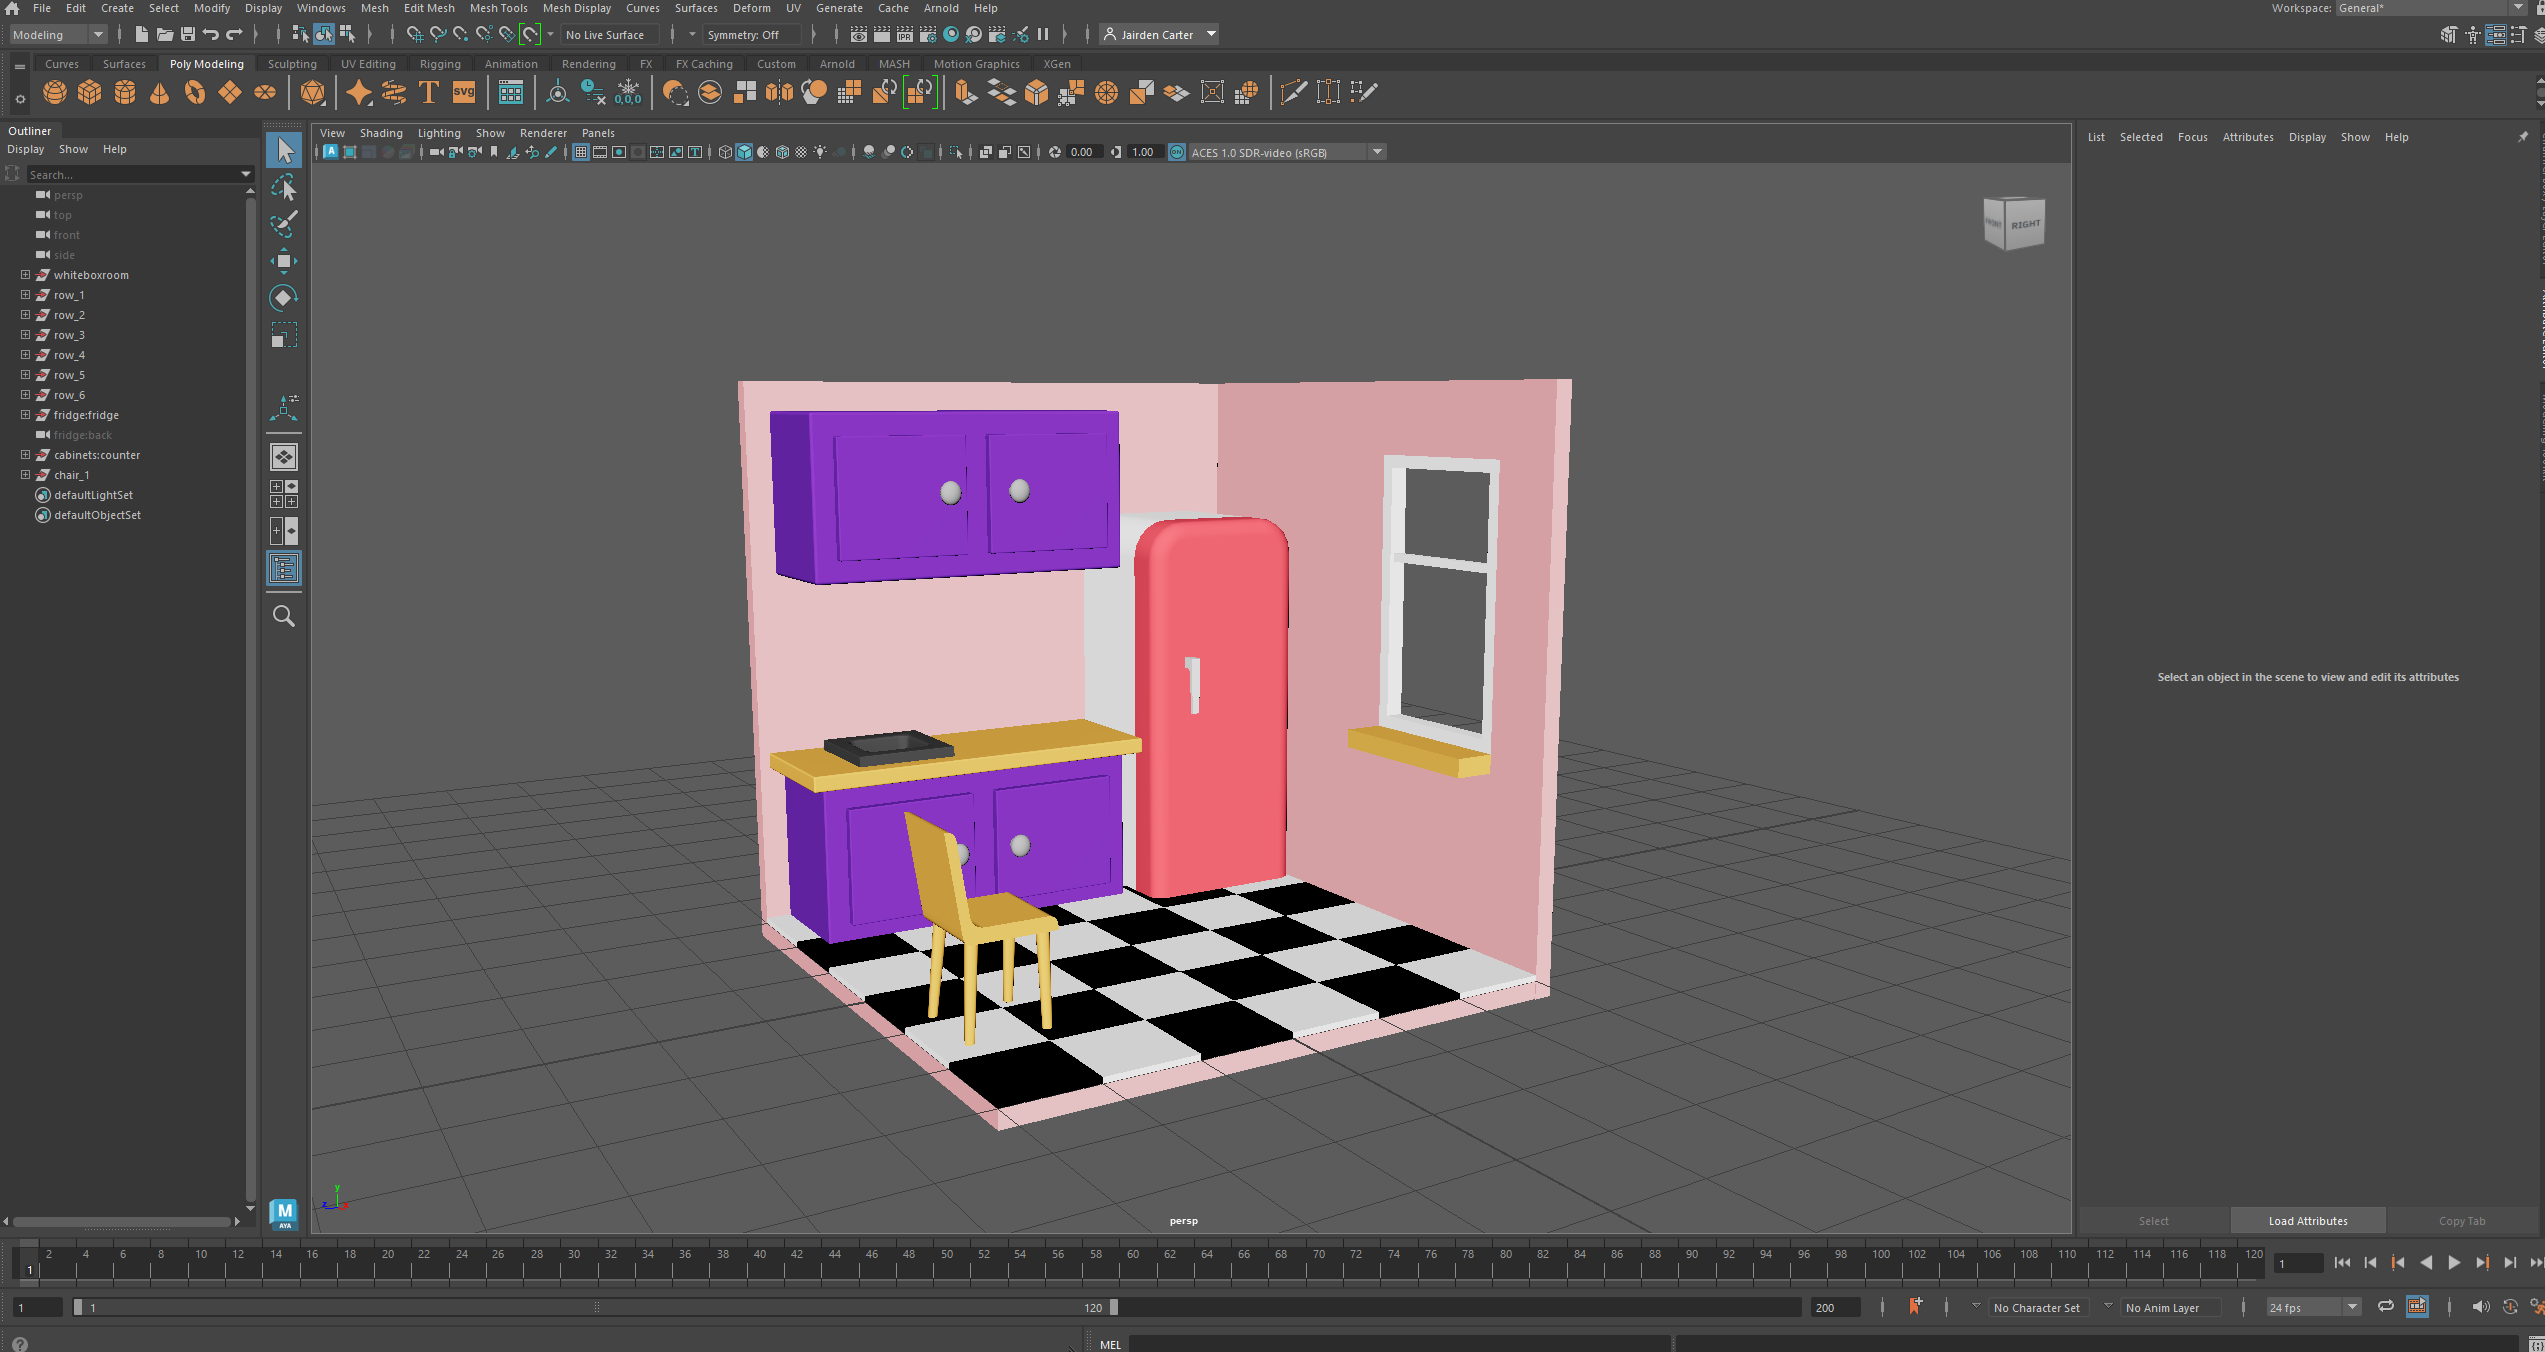 File Edit Create Select Modify Display Windows Mesh Edit Mesh Mesh Tools Mesh Display Curves Surfaces Deform UV Generate Cache Arnold Help Workspace: General*
Modeling No Live Surface Symmetry: Off IPR Jairden Carter
Curves Surfaces Poly Modeling Sculpting UV Editing Rigging Animation Rendering FX FX Caching Custom Arnold MASH Motion Graphics XGen
T svg 0,0,0
Outliner
Display Show Help
Search...
persp
top
front
side
whiteboxroom
row_1
row_2
row_3
row_4
row_5
row_6
fridge:fridge
fridge:back
cabinets:counter
chair_1
defaultLightSet
defaultObjectSet
View Shading Lighting Show Renderer Panels
0.00 1.00 ON ACES 1.0 SDR-video (sRGB)
FRONT RIGHT
y
z x
persp
M
AYA
List Selected Focus Attributes Display Show Help
Select an object in the scene to view and edit its attributes
Select Load Attributes Copy Tab
2 4 6 8 10 12 14 16 18 20 22 24 26 28 30 32 34 36 38 40 42 44 46 48 50 52 54 56 58 60 62 64 66 68 70 72 74 76 78 80 82 84 86 88 90 92 94 96 98 100 102 104 106 108 110 112 114 116 118 120
1 1
1 1 120 200 No Character Set No Anim Layer 24 fps
MEL